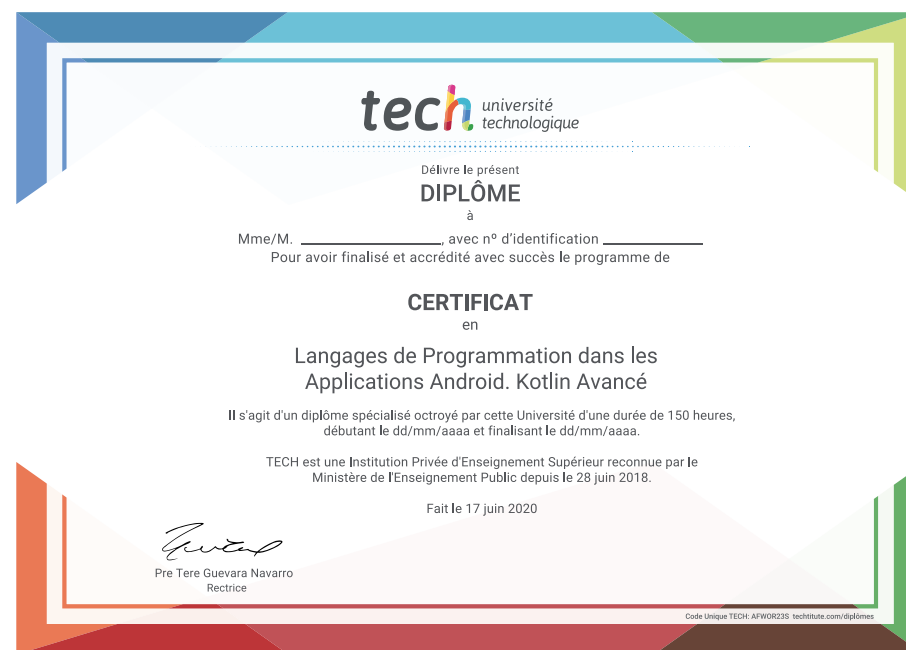 tech université
technologique
Délivre le présent
DIPLÔME
à
Mme/M. ____________, avec nº d'identification ____________
Pour avoir finalisé et accrédité avec succès le programme de
CERTIFICAT
en
Langages de Programmation dans les
Applications Android. Kotlin Avancé
Il s'agit d'un diplôme spécialisé octroyé par cette Université d'une durée de 150 heures,
débutant le dd/mm/aaaa et finalisant le dd/mm/aaaa.
TECH est une Institution Privée d'Enseignement Supérieur reconnue par le
Ministère de l'Enseignement Public depuis le 28 juin 2018.
Fait le 17 juin 2020
Pre Tere Guevara Navarro
Rectrice
Code Unique TECH: AFWOR23S techtitute.com/diplômes